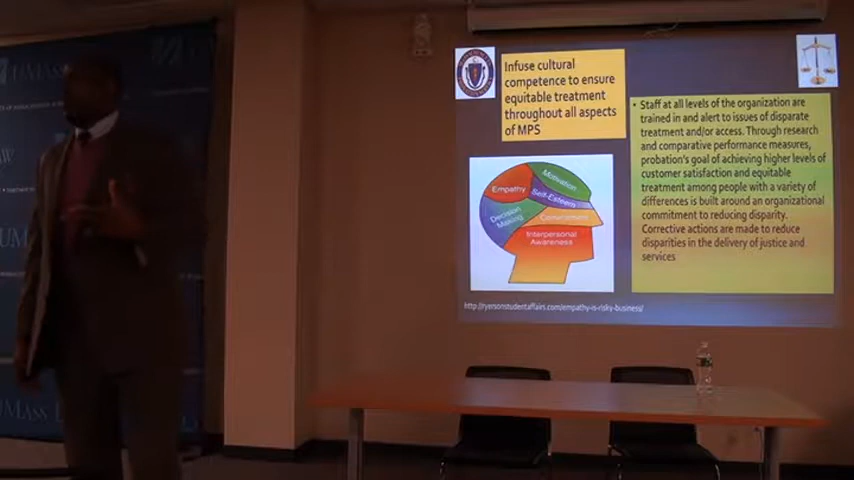 UMASS
Infuse cultural
competence to ensure
equitable treatment
throughout all aspects
of MPS
• Staff at all levels of the organization are
trained in and alert to issues of disparate
treatment and/or access. Through research
and comparative performance measures,
probation's goal of achieving higher levels of
customer satisfaction and equitable
treatment among people with a variety of
differences is built around an organizational
commitment to reducing disparity.
Corrective actions are made to reduce
disparities in the delivery of justice and
services
Empathy
Motivation
Self-Esteem
Decision
Making
Commitment
Interpersonal
Awareness
http://ryersonstudentaffairs.com/empathy-is-risky-business/
UMASS